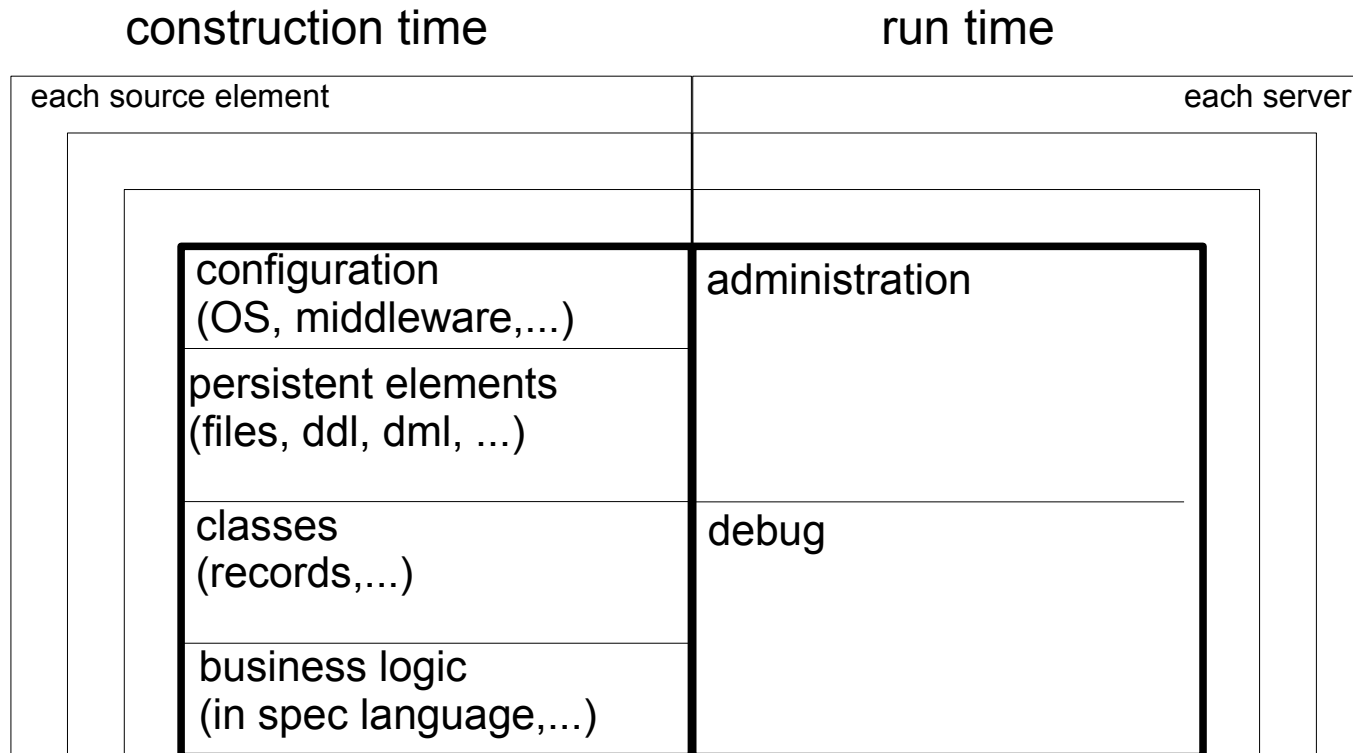 construction time
run time
each source element
each server
configuration
(OS, middleware,...)
administration
persistent elements
(files, ddl, dml, ...)
classes
(records,...)
debug
business logic
(in spec language,...)